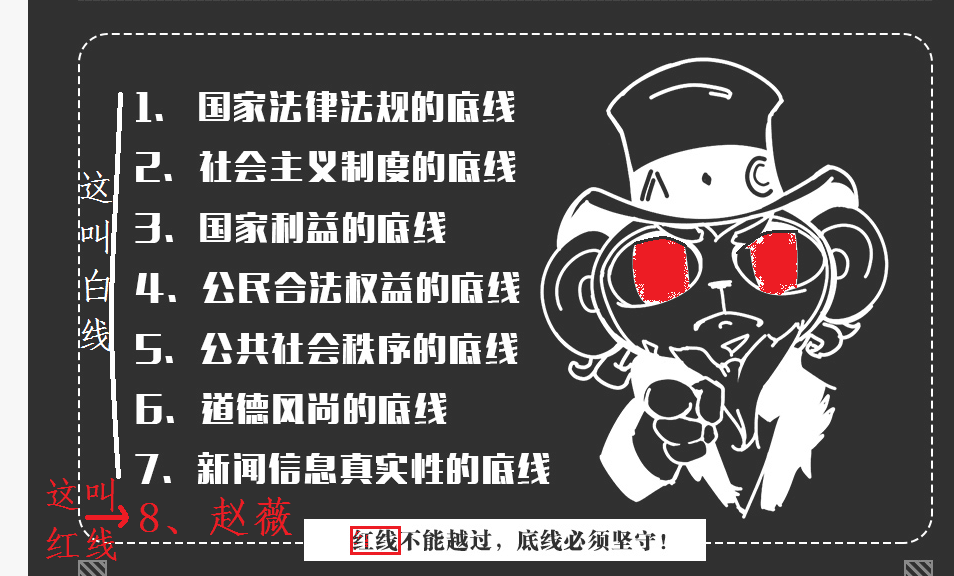 1、 国家法律法规的底线
2、社会主义制度的底线
3、国家利益的底线
4、公民合法权益的底线
5、公共社会秩序的底线
6、道德风尚的底线
7、新闻信息真实性的底线
这叫白线
这叫
红线
8、赵薇
红线不能越过，底线必须坚守！
A C